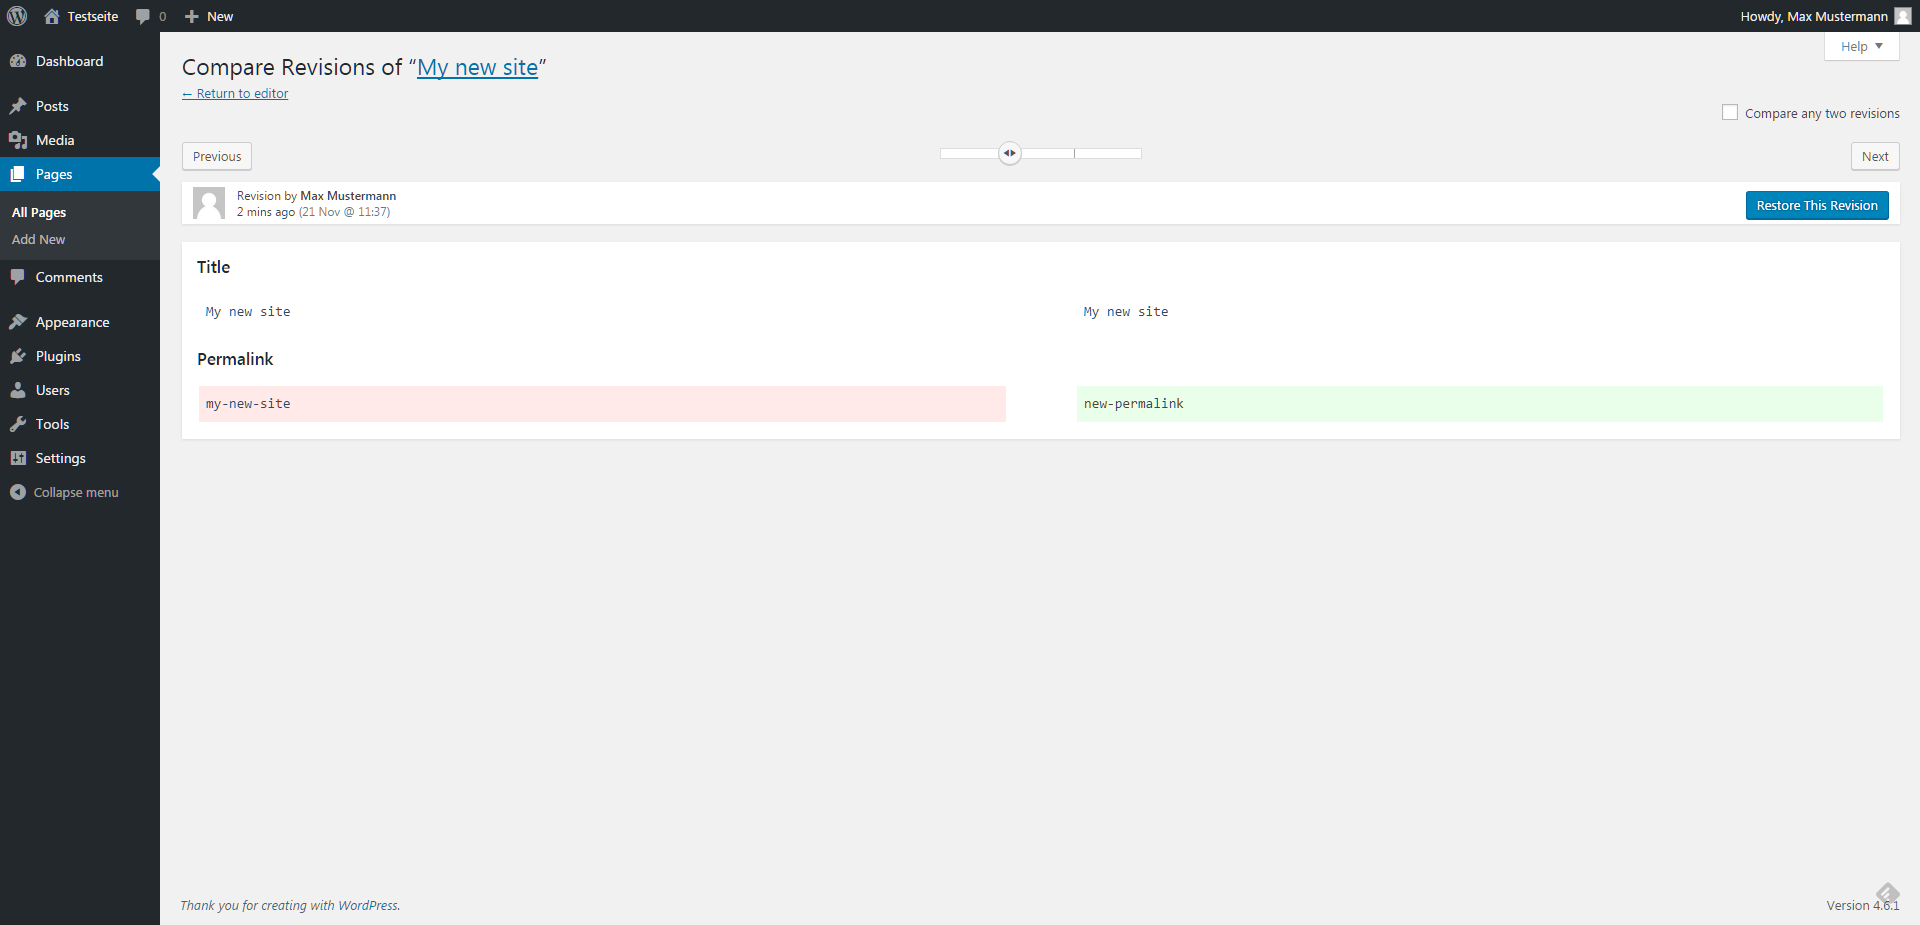 Testseite 0 New Howdy, Max Mustermann
Help
Dashboard
Posts
Media
Pages
All Pages
Add New
Comments
Appearance
Plugins
Users
Tools
Settings
Collapse menu
Compare Revisions of “My new site”
← Return to editor
Compare any two revisions
Previous
Next
Revision by Max Mustermann
2 mins ago (21 Nov @ 11:37)
Restore This Revision
Title
My new site My new site
Permalink
my-new-site new-permalink
Thank you for creating with WordPress.
Version 4.6.1